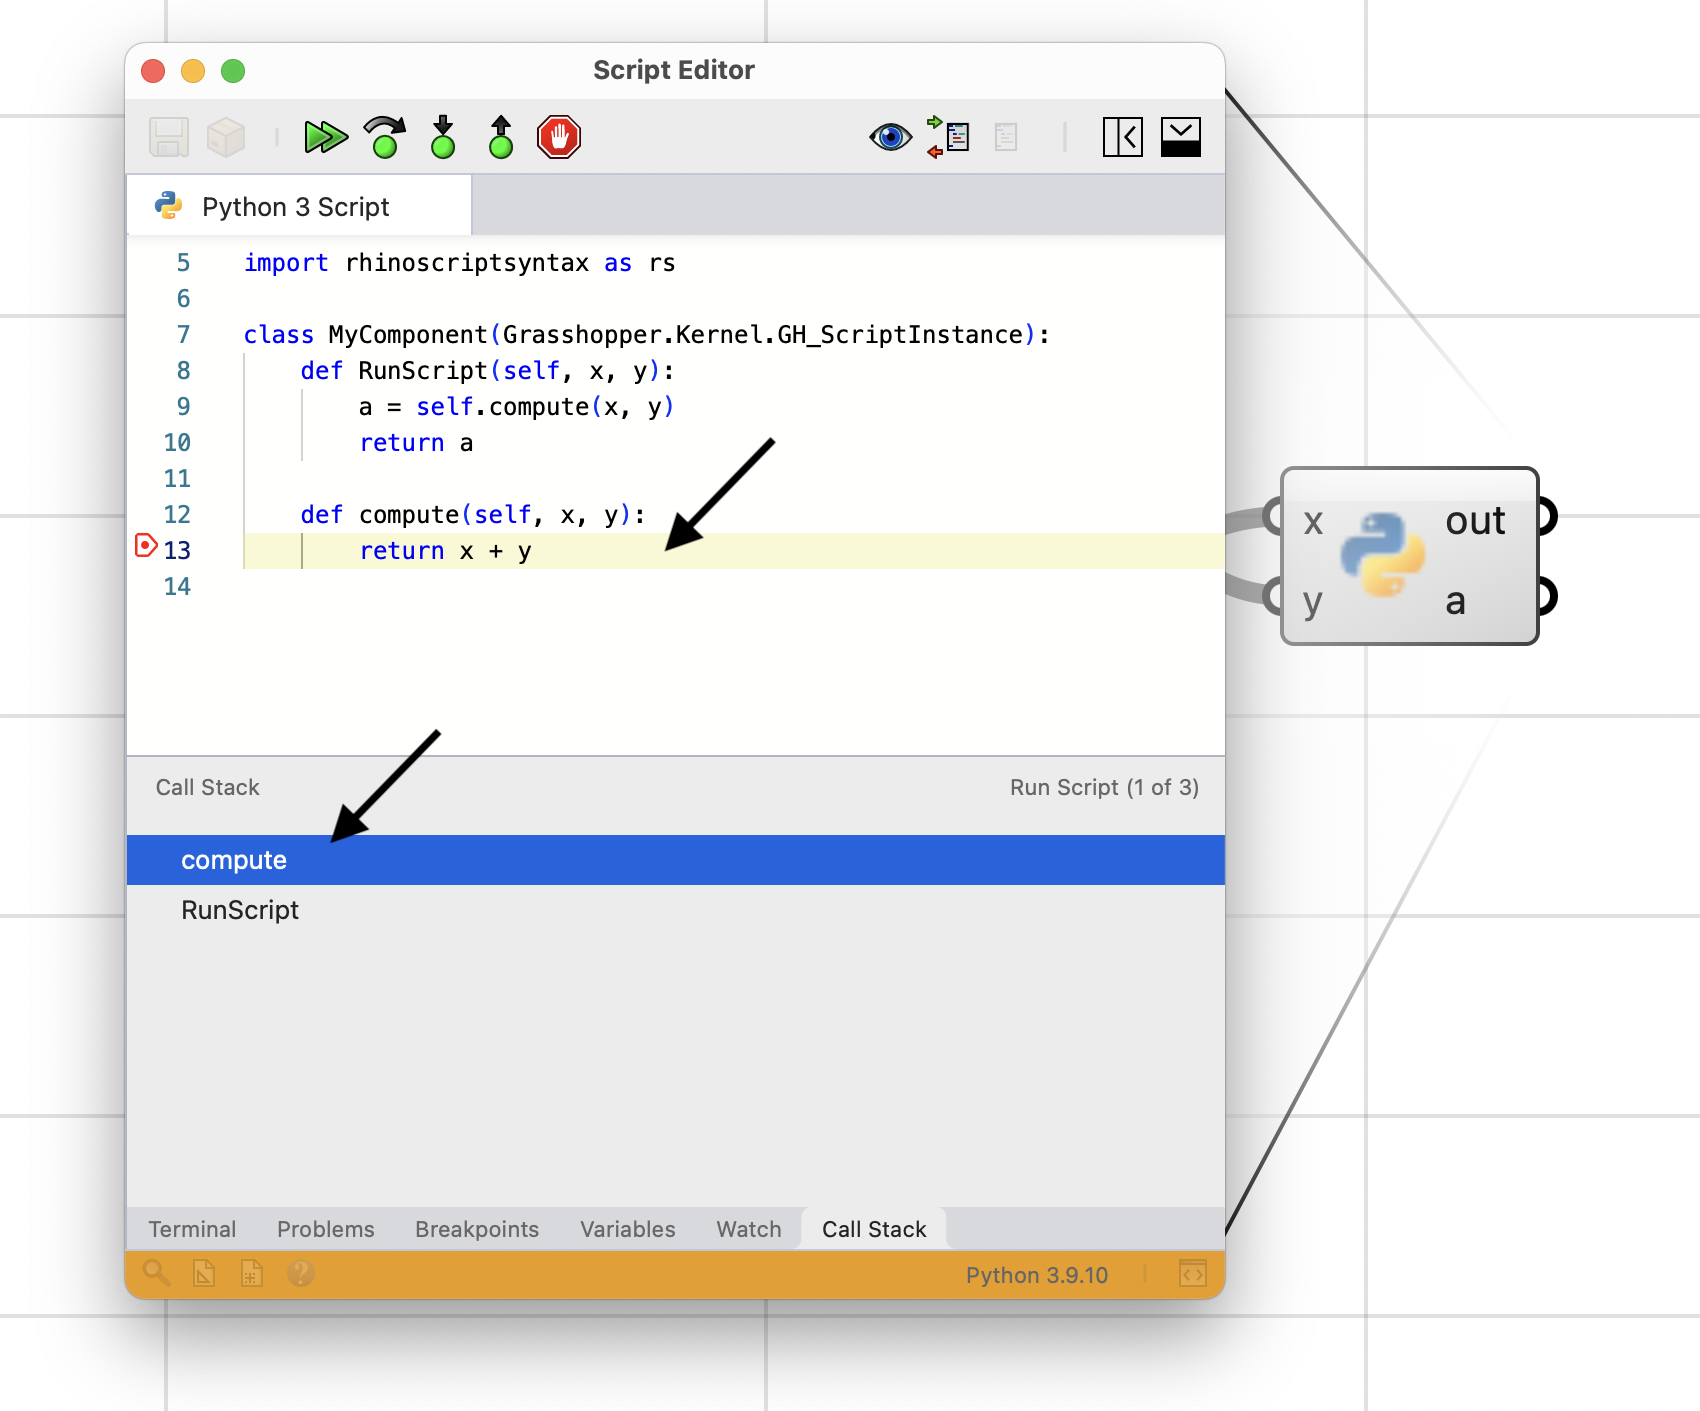 Script Editor
Python 3 Script
5 import rhinoscriptsyntax as rs
6
7 class MyComponent(Grasshopper.Kernel.GH_ScriptInstance):
8 def RunScript(self, x, y):
9 a = self.compute(x, y)
10 return a
11
12 def compute(self, x, y):
13 return x + y
14
x out
y a
Call Stack Run Script (1 of 3)
compute
RunScript
Terminal Problems Breakpoints Variables Watch Call Stack
Python 3.9.10